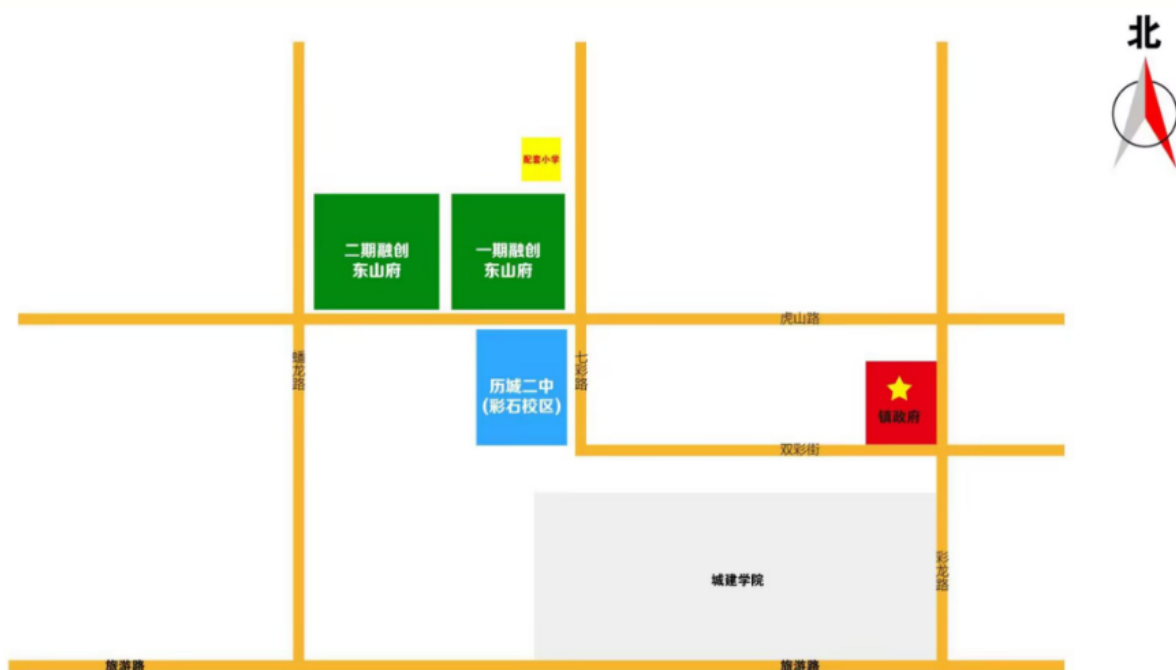 北
配套小学
二期融创
东山府
一期融创
东山府
虎山路
蟠龙路
七彩路
历城二中
(彩石校区)
镇政府
双彩街
彩龙路
城建学院
旅游路
旅游路